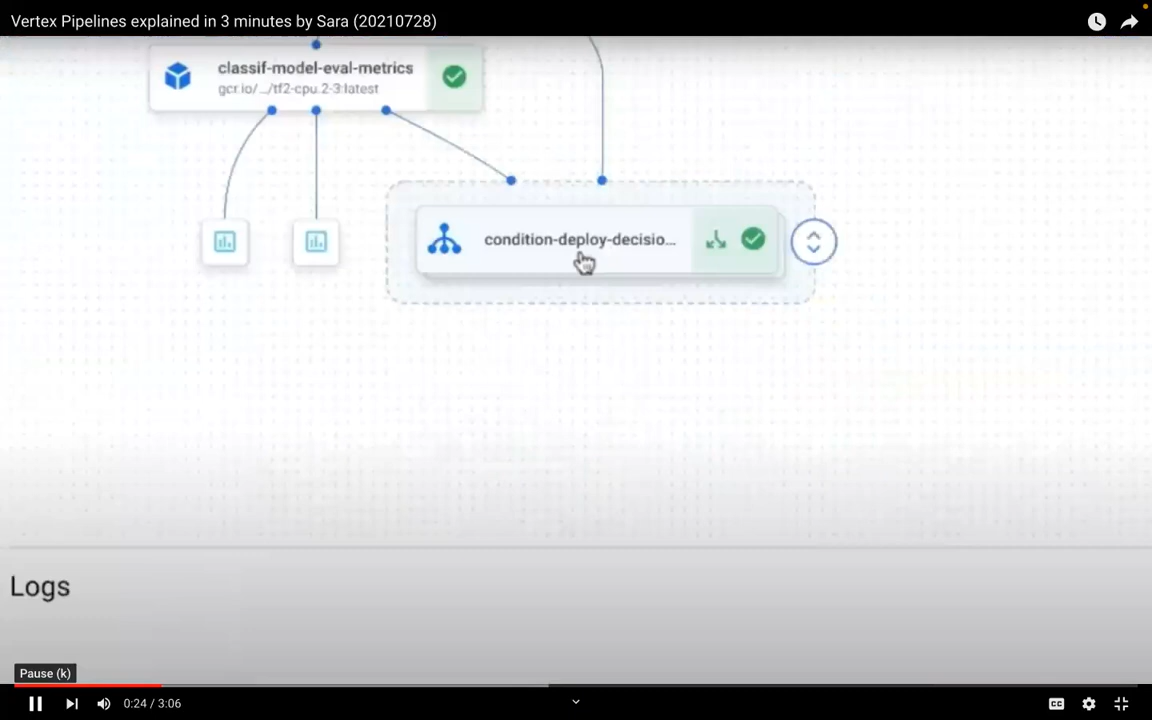 Vertex Pipelines explained in 3 minutes by Sara (20210728)
classif-model-eval-metrics
gcr.io/.../tf2-cpu.2-3:latest
condition-deploy-decisio...
Logs
Pause (k)
0:24 / 3:06
CC